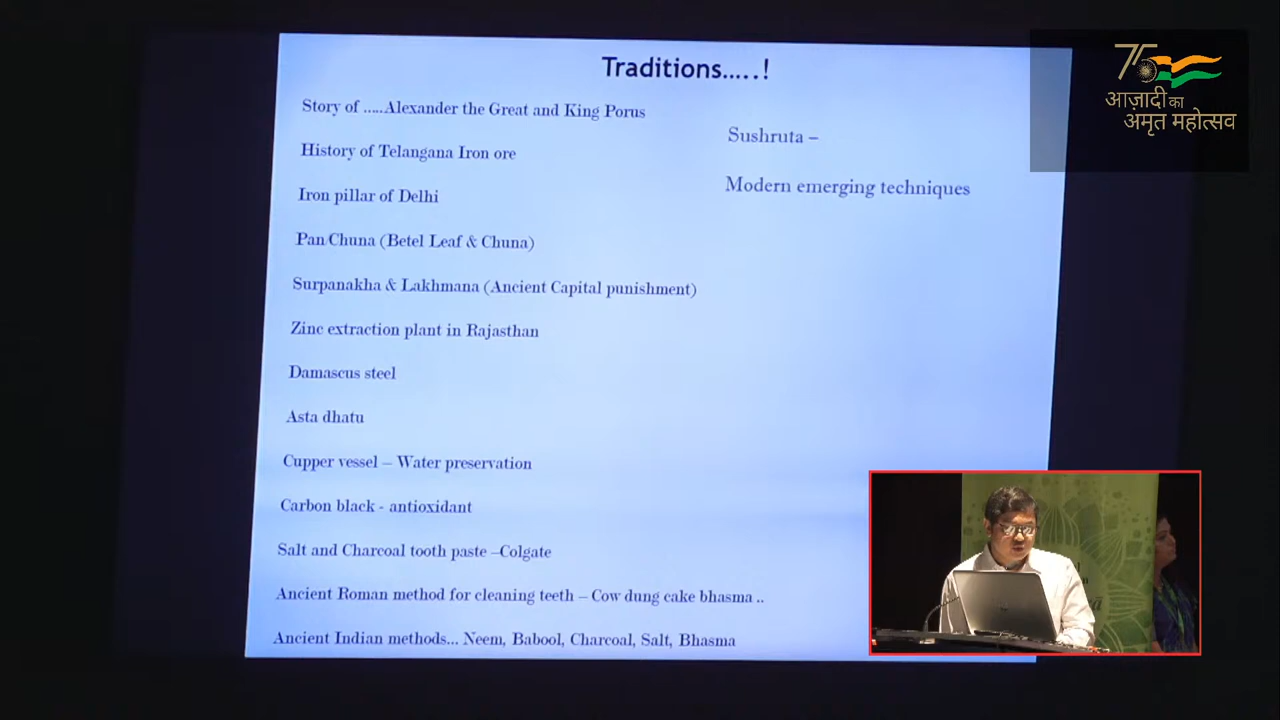 Traditions.....!
Story of .....Alexander the Great and King Porus
History of Telangana Iron ore
Iron pillar of Delhi
Pan Chuna (Betel Leaf & Chuna)
Surpanakha & Lakhmana (Ancient Capital punishment)
Zinc extraction plant in Rajasthan
Damascus steel
Asta dhatu
Cupper vessel – Water preservation
Carbon black - antioxidant
Salt and Charcoal tooth paste –Colgate
Ancient Roman method for cleaning teeth – Cow dung cake bhasma ..
Ancient Indian methods... Neem, Babool, Charcoal, Salt, Bhasma
Sushruta –
Modern emerging techniques
75
आज़ादी का
अमृत महोत्सव